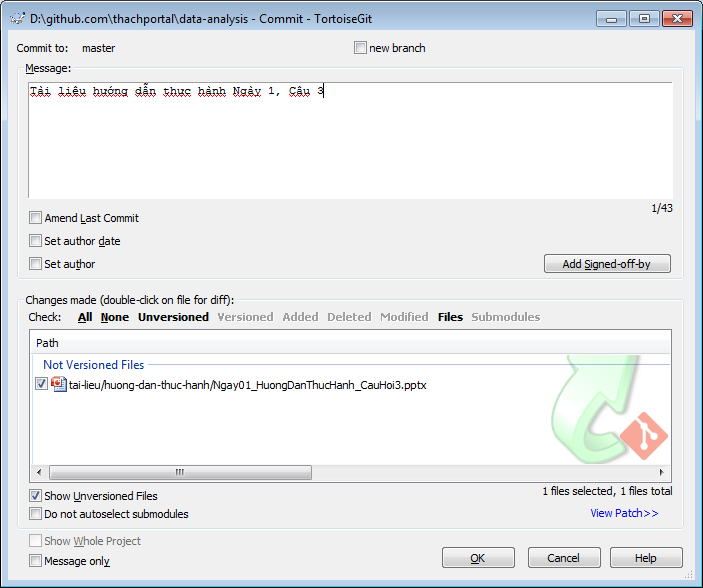 D:\github.com\thachportal\data-analysis - Commit - TortoiseGit
Commit to: master
new branch
Message:
Tài liệu hướng dẫn thực hành Ngày 1, Câu 3
1/43
Amend Last Commit
Set author date
Set author
Add Signed-off-by
Changes made (double-click on file for diff):
Check: All None Unversioned Versioned Added Deleted Modified Files Submodules
Path
Not Versioned Files
tai-lieu/huong-dan-thuc-hanh/Ngay01_HuongDanThucHanh_CauHoi3.pptx
Show Unversioned Files
1 files selected, 1 files total
Do not autoselect submodules
View Patch>>
Show Whole Project
Message only
OK Cancel Help